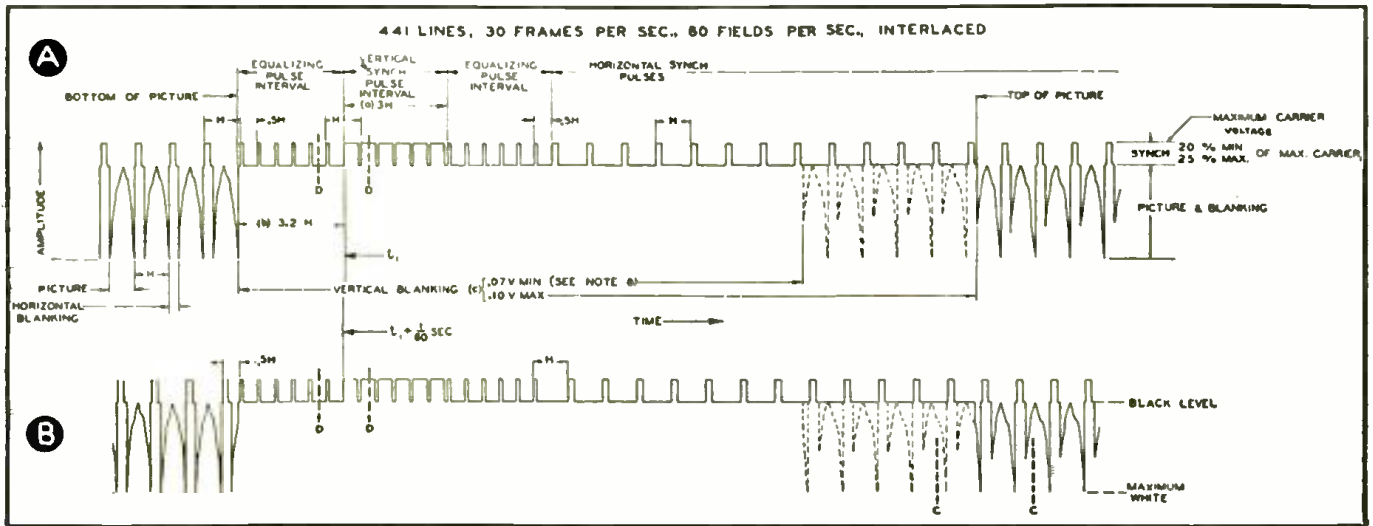 441 LINES, 30 FRAMES PER SEC., 60 FIELDS PER SEC., INTERLACED
A
EQUALIZING
PULSE
INTERVAL
VERTICAL
SYNCH
PULSE
INTERVAL
(a) 3H
EQUALIZING
PULSE
INTERVAL
HORIZONTAL SYNCH
PULSES
BOTTOM OF PICTURE
TOP OF PICTURE
H
.5H
H
.5H
H
MAXIMUM CARRIER
VOLTAGE
SYNCH
20 % MIN
25 % MAX.
OF MAX. CARRIER
D
D
AMPLITUDE
(b) 3.2 H
PICTURE & BLANKING
t₁
H
PICTURE
HORIZONTAL
BLANKING
VERTICAL BLANKING (c)
.07V MIN (SEE NOTE 8)
.10 V MAX
TIME
t₁ + 1/60 SEC
.5H
H
B
D
D
BLACK LEVEL
MAXIMUM
WHITE
C
C